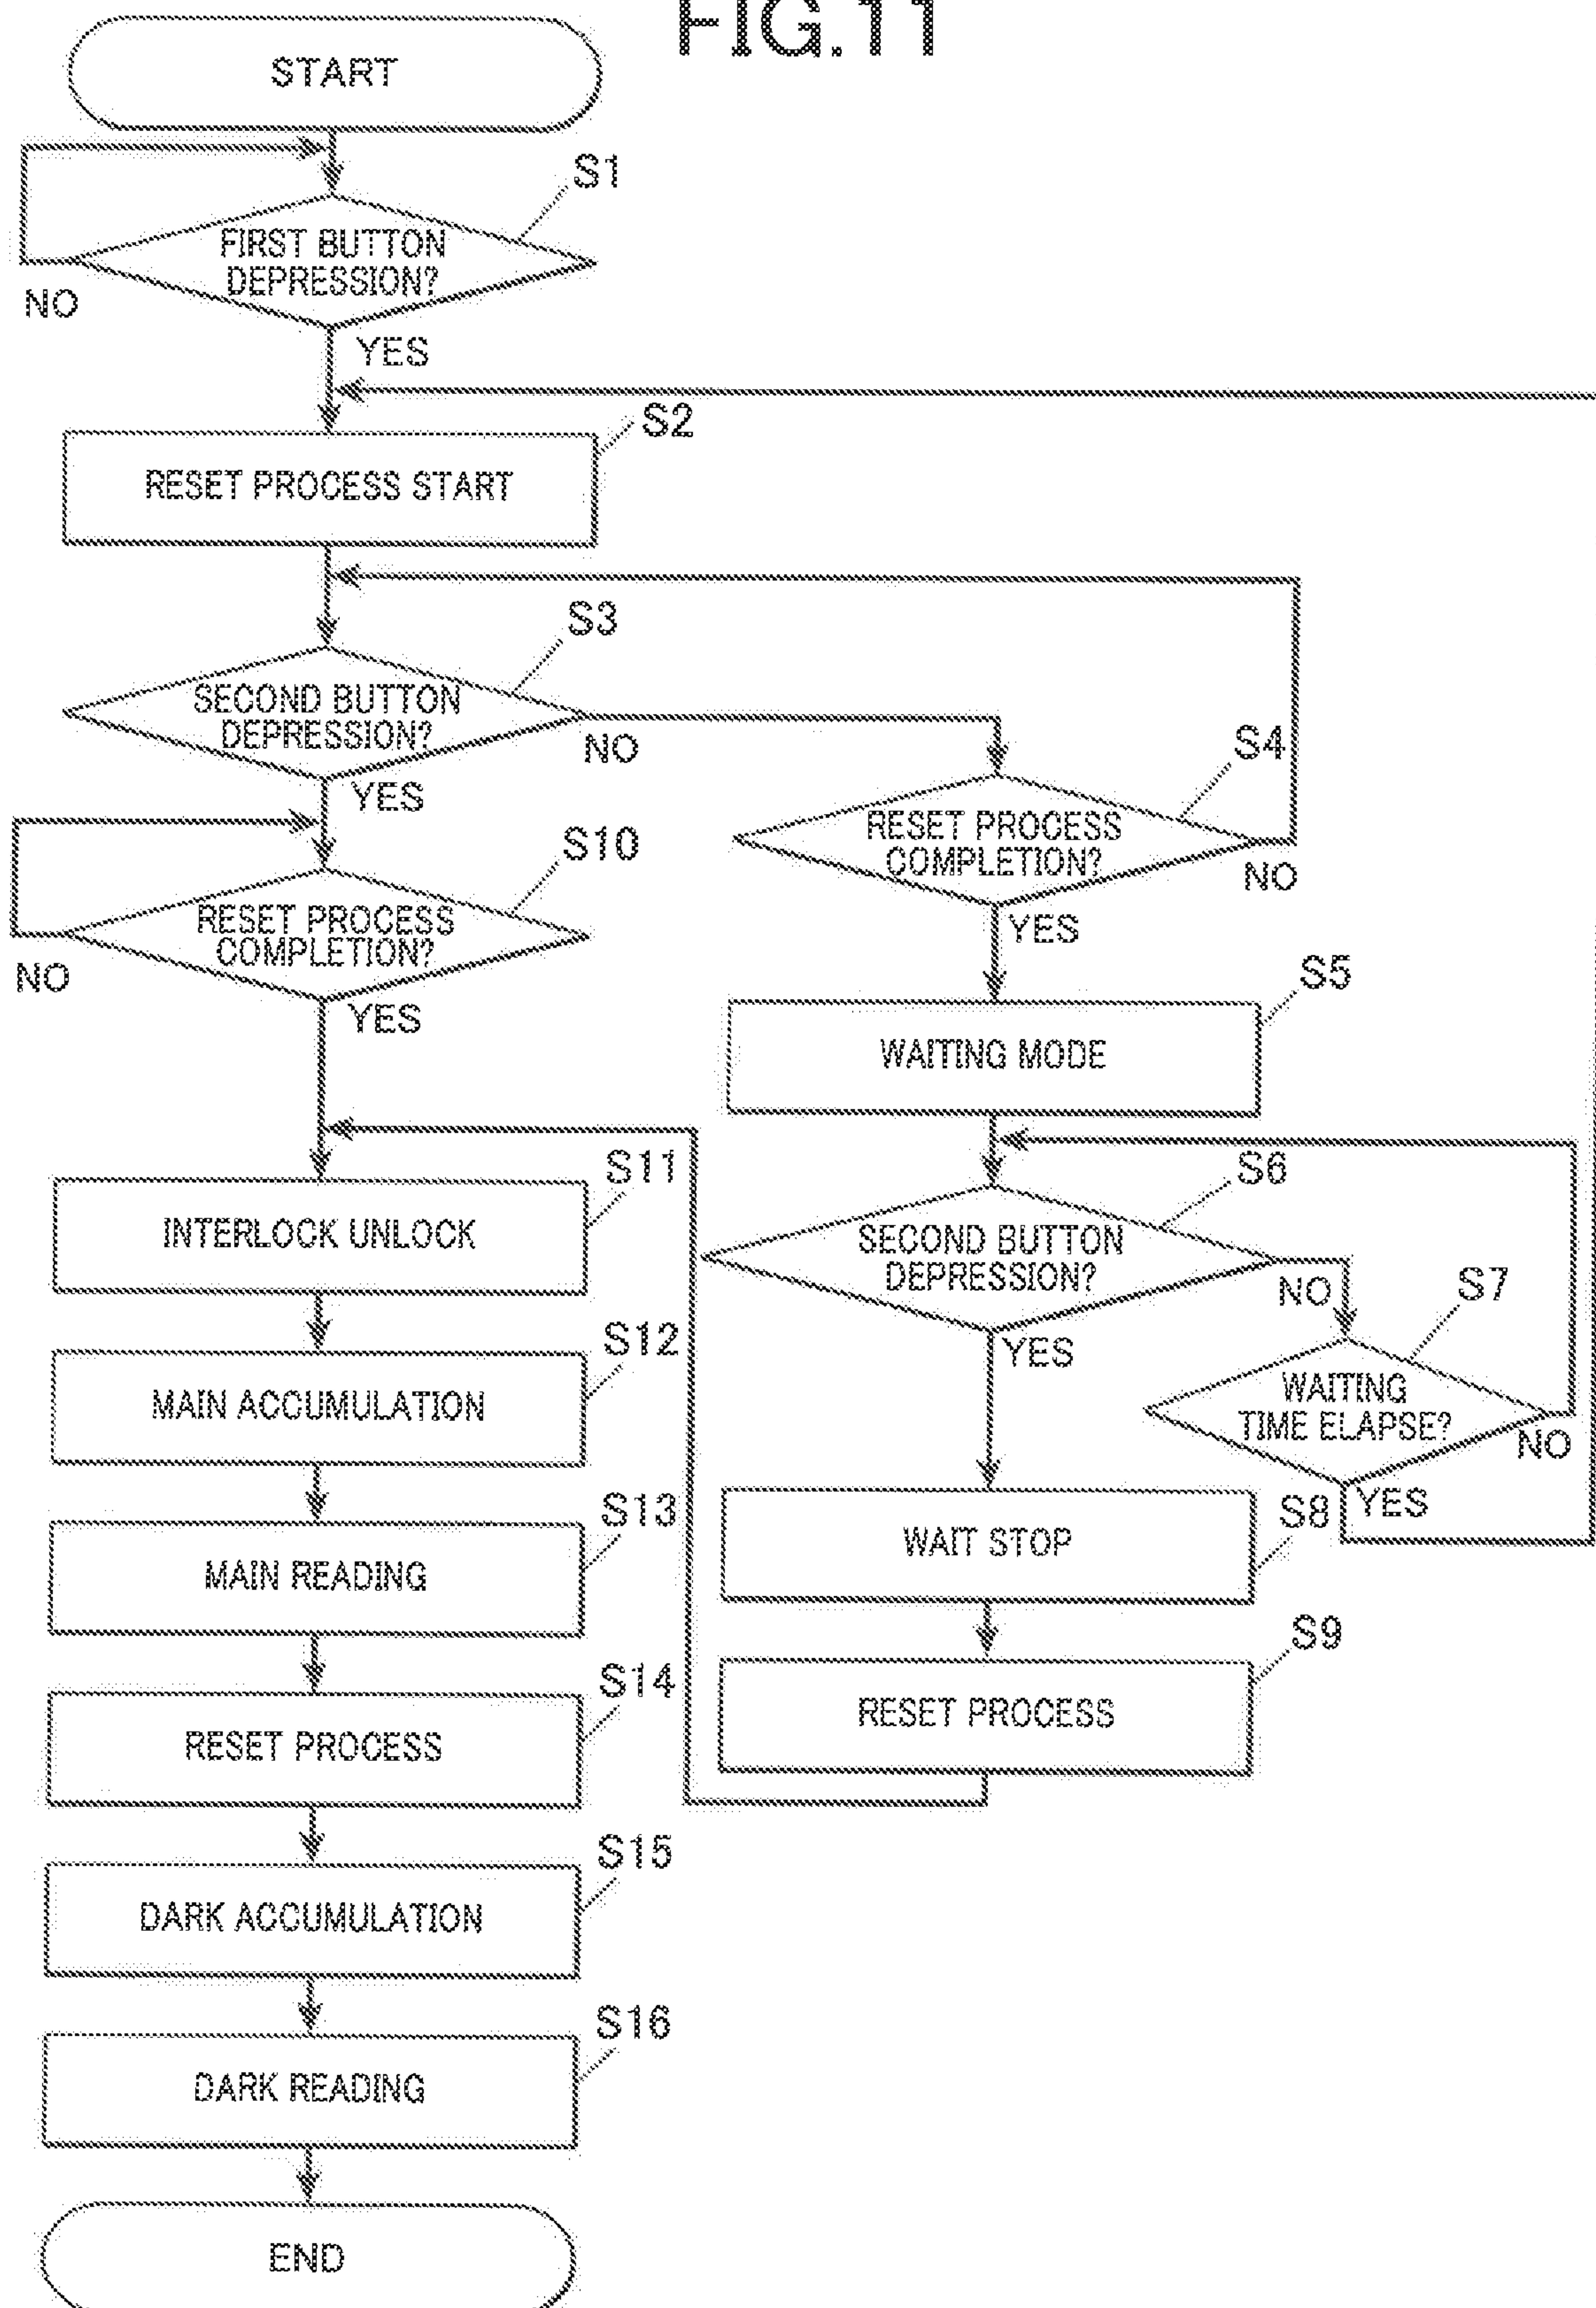 FIG.11
START
S1
FIRST BUTTON
DEPRESSION?
NO
YES
S2
RESET PROCESS START
S3
SECOND BUTTON
DEPRESSION?
NO
YES
S4
RESET PROCESS
COMPLETION?
NO
YES
S10
RESET PROCESS
COMPLETION?
NO
YES
S5
WAITING MODE
S6
SECOND BUTTON
DEPRESSION?
NO
YES
S7
WAITING
TIME ELAPSE?
NO
YES
S8
WAIT STOP
S9
RESET PROCESS
S11
INTERLOCK UNLOCK
S12
MAIN ACCUMULATION
S13
MAIN READING
S14
RESET PROCESS
S15
DARK ACCUMULATION
S16
DARK READING
END